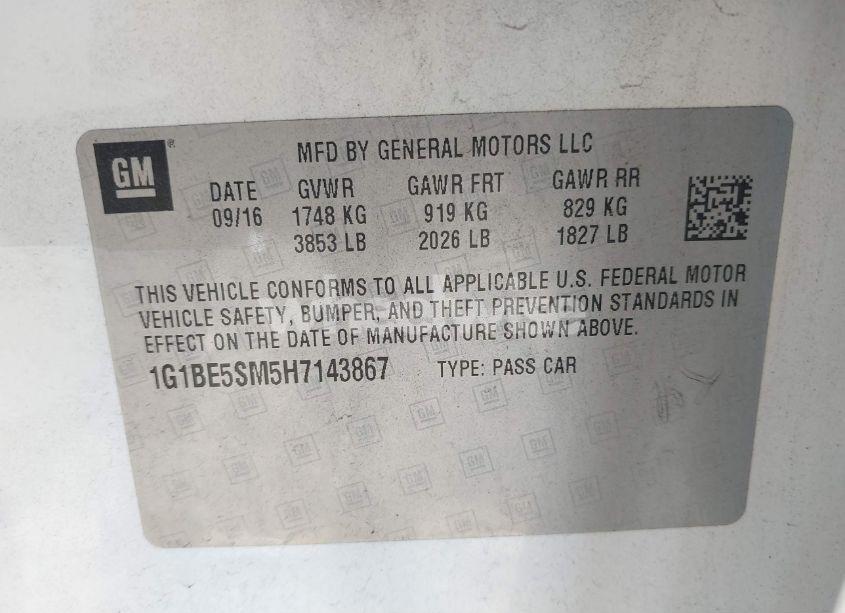 GM
MFD BY GENERAL MOTORS LLC
DATE GVWR GAWR FRT GAWR RR
09/16 1748 KG 919 KG 829 KG
3853 LB 2026 LB 1827 LB
THIS VEHICLE CONFORMS TO ALL APPLICABLE U.S. FEDERAL MOTOR
VEHICLE SAFETY, BUMPER, AND THEFT PREVENTION STANDARDS IN
EFFECT ON THE DATE OF MANUFACTURE SHOWN ABOVE.
1G1BE5SM5H7143867 TYPE: PASS CAR